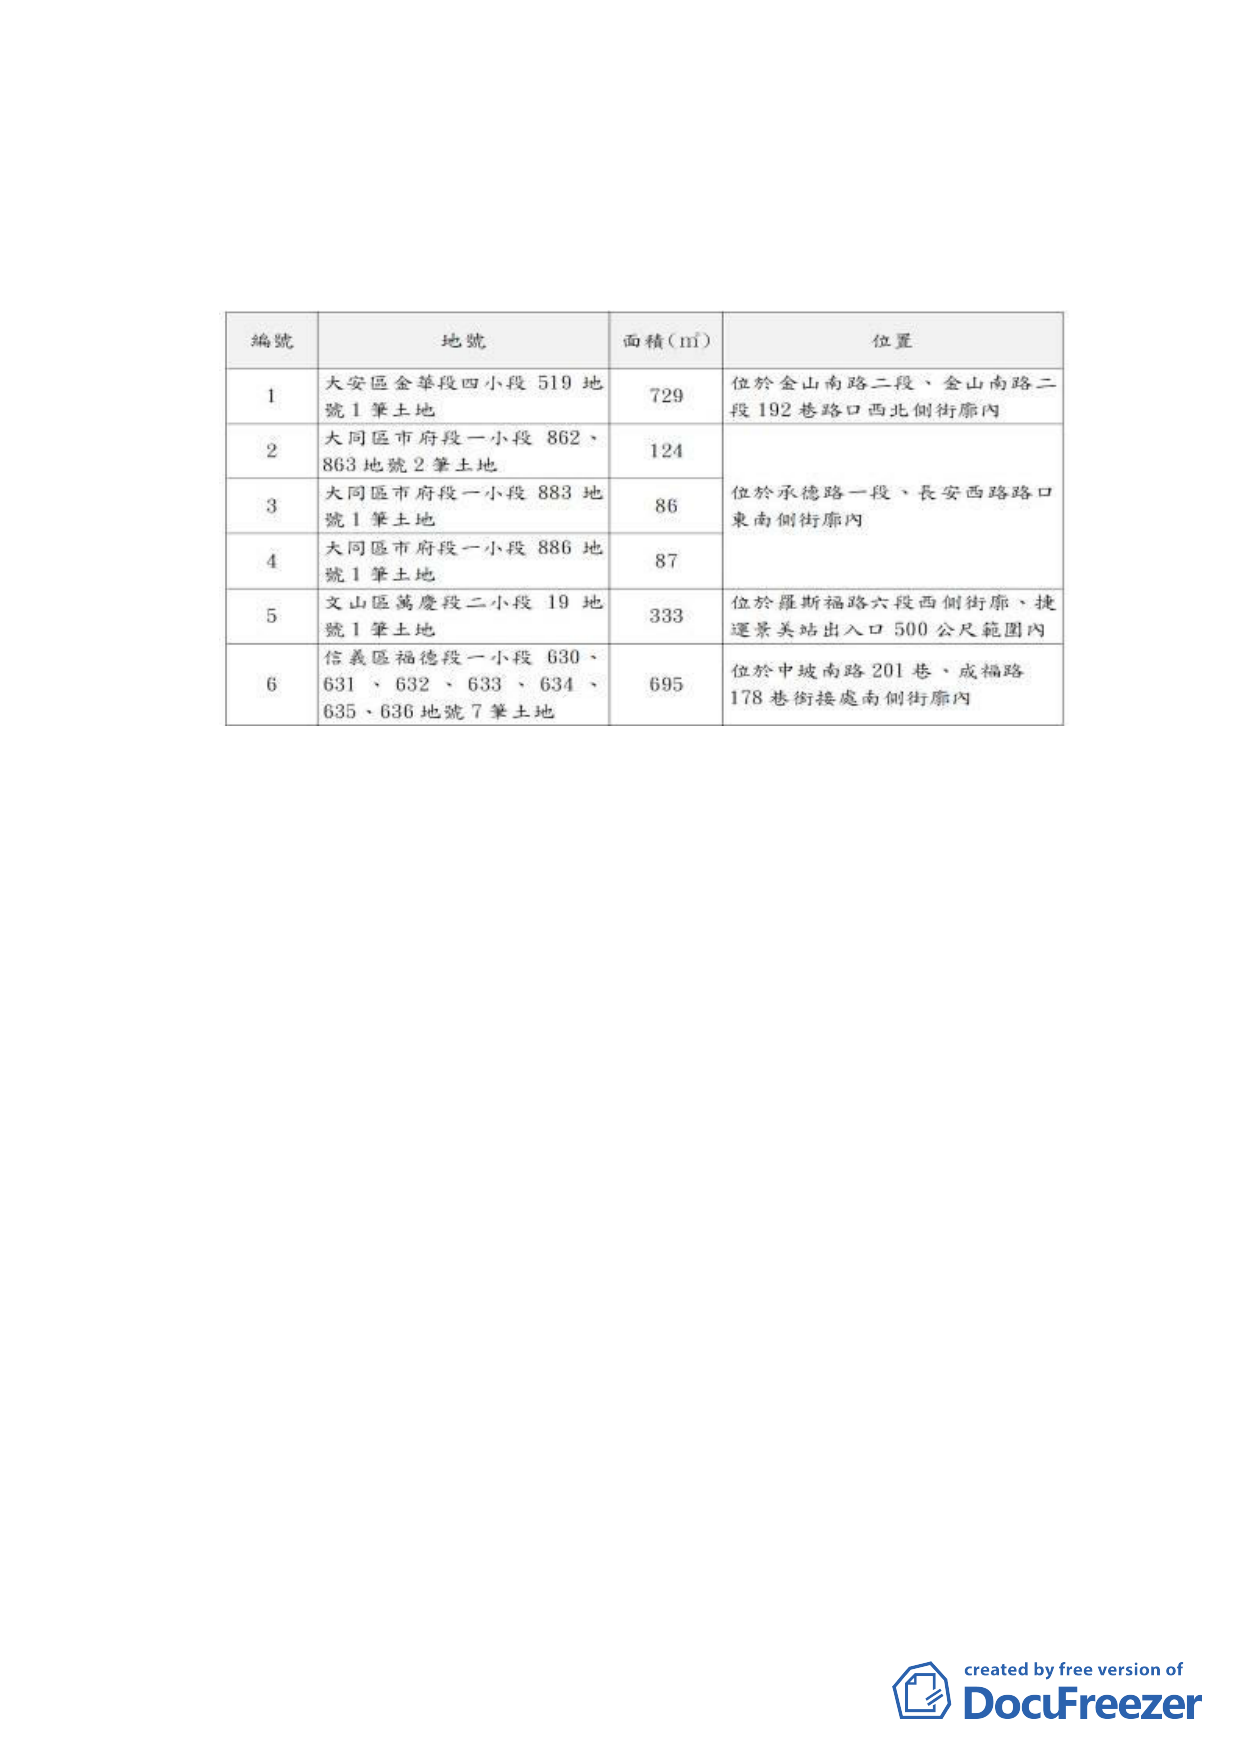 編號 地號 面積(㎡) 位置
1 大安區金華段四小段 519 地 729 位於金山南路二段、金山南路二
號 1 筆土地 段 192 巷路口西北側街廓內
2 大同區市府段一小段 862、 124
863 地號 2 筆土地
3 大同區市府段一小段 883 地 86 位於承德路一段、長安西路路口
號 1 筆土地 東南側街廓內
4 大同區市府段一小段 886 地 87
號 1 筆土地
5 文山區萬慶段二小段 19 地 333 位於羅斯福路六段西側街廓、捷
號 1 筆土地 運景美站出入口 500 公尺範圍內
信義區福德段一小段 630、
6 631、632、633、634、 695 位於中坡南路 201 巷、成福路
635、636 地號 7 筆土地 178 巷銜接處南側街廓內
created by free version of
DocuFreezer